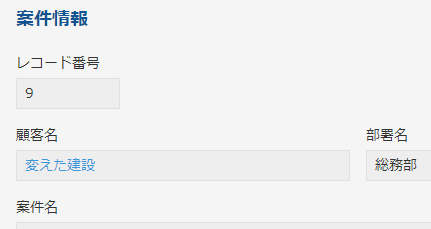 案件情報
レコード番号
9
顧客名 部署名
変えた建設 総務部
案件名